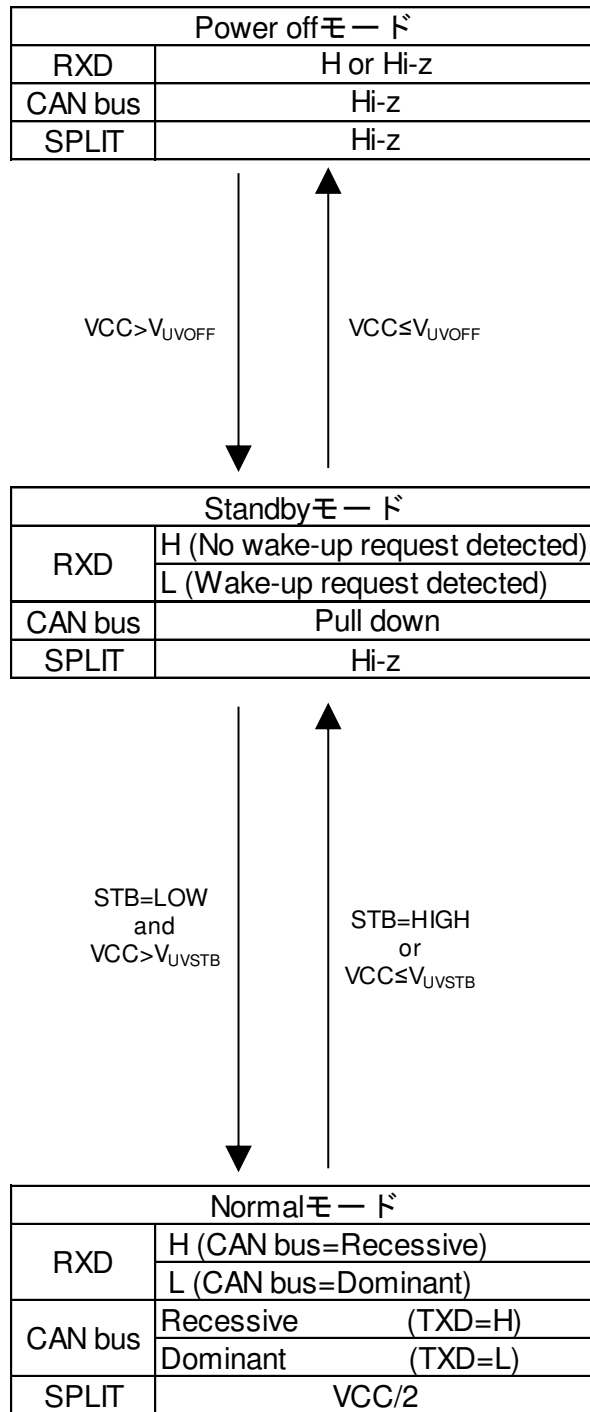 Power offモード
RXD H or Hi-z
CAN bus Hi-z
SPLIT Hi-z
VCC>VUVOFF VCC≤VUVOFF
Standbyモード
RXD H (No wake-up request detected)
L (Wake-up request detected)
CAN bus Pull down
SPLIT Hi-z
STB=LOW
and
VCC>VUVSTB
STB=HIGH
or
VCC≤VUVSTB
Normalモード
RXD H (CAN bus=Recessive)
L (CAN bus=Dominant)
CAN bus Recessive (TXD=H)
Dominant (TXD=L)
SPLIT VCC/2